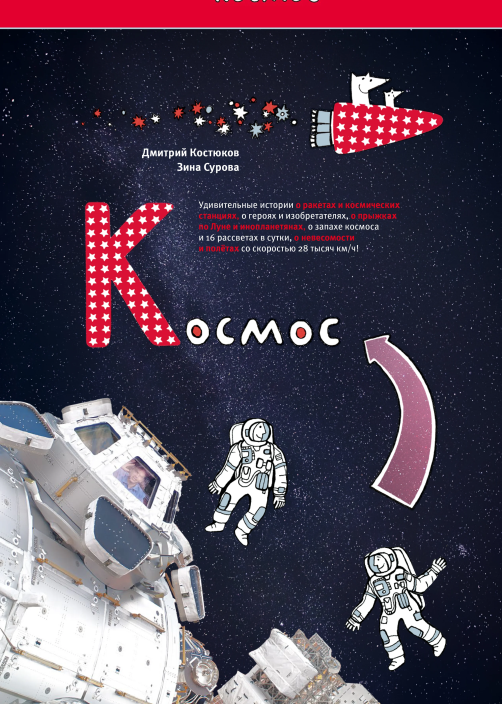 Дмитрий Костюков
Зина Сурова
Удивительные истории о ракетах и космических
станциях, о героях и изобретателях, о прыжках
по Луне и инопланетянах, о запахе космоса
и 16 рассветах в сутки, о невесомости
и полётах со скоростью 28 тысяч км/ч!
Космос